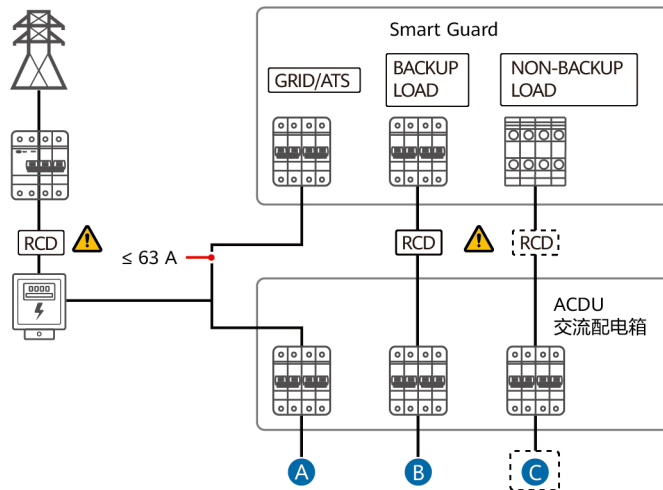 Smart Guard
GRID/ATS
BACKUP
LOAD
NON-BACKUP
LOAD
RCD
≤ 63 A
RCD
RCD
0000
ACDU
交流配电箱
A
B
C